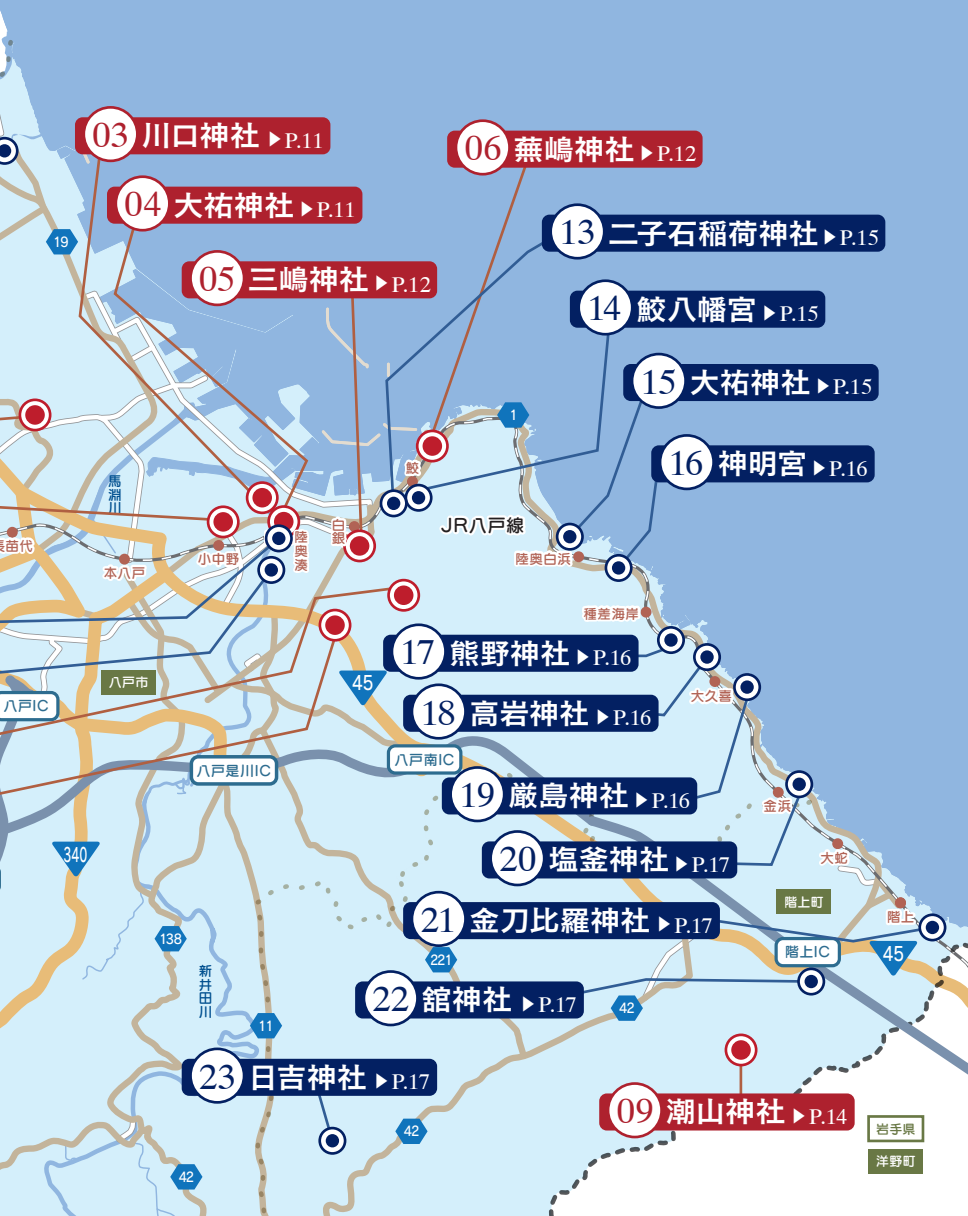 03 川口神社 ▶P.11
04 大祐神社 ▶P.11
05 三嶋神社 ▶P.12
06 蕪嶋神社 ▶P.12
13 二子石稲荷神社 ▶P.15
14 鮫八幡宮 ▶P.15
15 大祐神社 ▶P.15
16 神明宮 ▶P.16
19
1
馬淵川
鮫
白銀
JR八戸線
長苗代
本八戸
小中野
陸奥湊
陸奥白浜
種差海岸
17 熊野神社 ▶P.16
八戸市
45
八戸IC
18 高岩神社 ▶P.16
大久喜
八戸是川IC
八戸南IC
19 厳島神社 ▶P.16
金浜
340
20 塩釜神社 ▶P.17
大蛇
階上町
21 金刀比羅神社 ▶P.17
階上
138
221
階上IC
45
新井田川
22 舘神社 ▶P.17
42
11
23 日吉神社 ▶P.17
09 潮山神社 ▶P.14
42
岩手県
洋野町
42